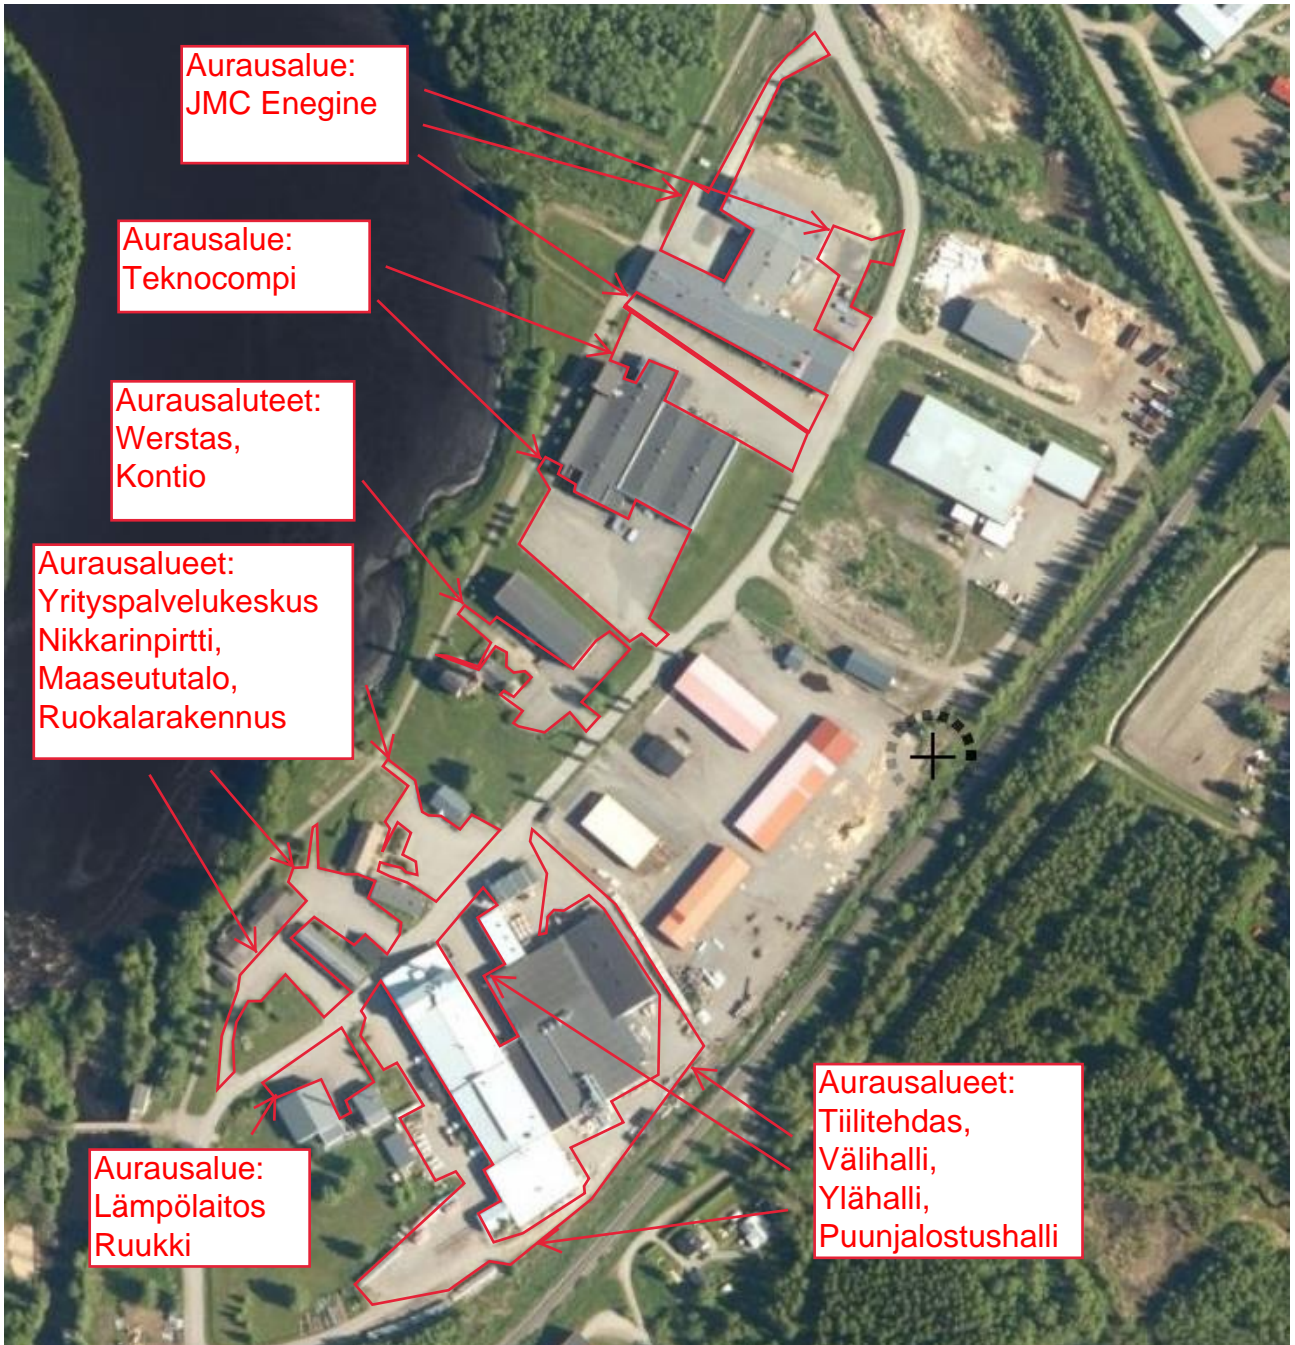 Aurausalue:
JMC Enegine
Aurausalue:
Teknocompi
Aurausaluteet:
Werstas,
Kontio
Aurausalueet:
Yrityspalvelukeskus
Nikkarinpirtti,
Maaseututalo,
Ruokalarakennus
Aurausalue:
Lämpölaitos
Ruukki
Aurausalueet:
Tiilitehdas,
Välihalli,
Ylähalli,
Puunjalostushalli